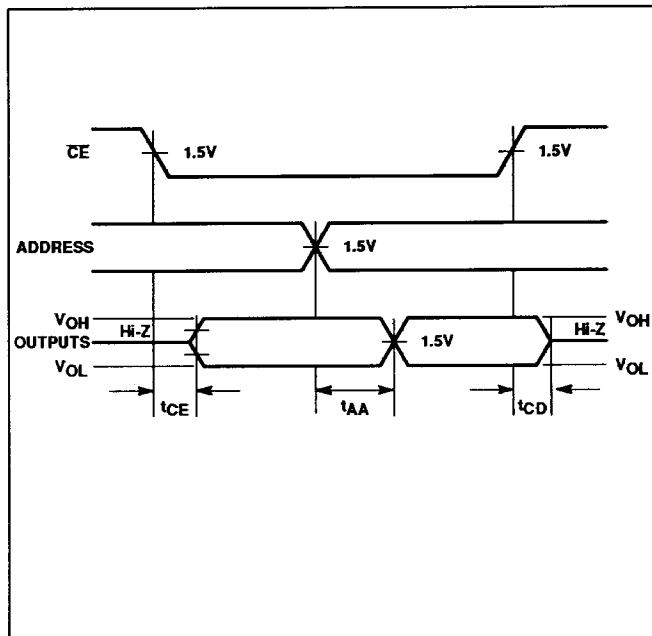 CE 1.5V 1.5V
ADDRESS 1.5V
VOH Hi-Z Hi-Z VOH
OUTPUTS 1.5V
VOL VOL
tCE tAA tCD